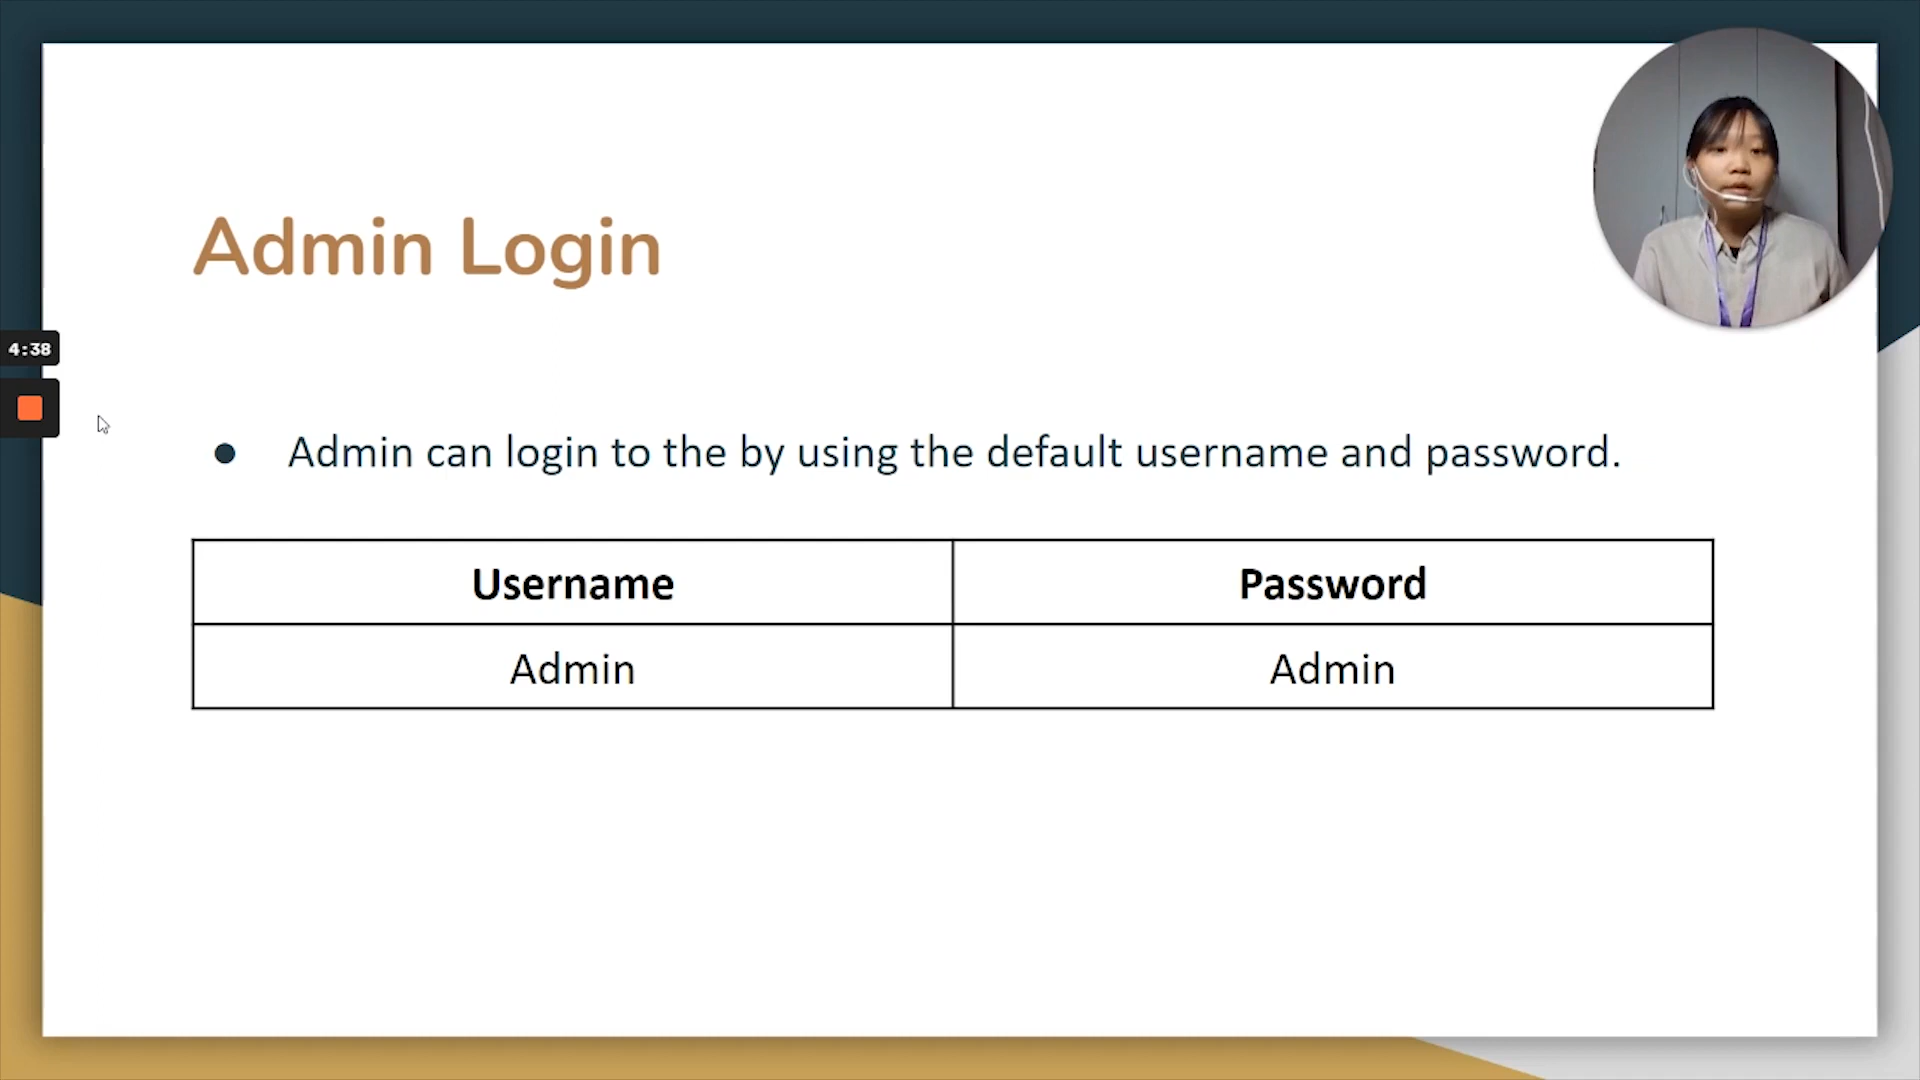 Admin Login
4:38
● Admin can login to the by using the default username and password.
Username Password
Admin Admin